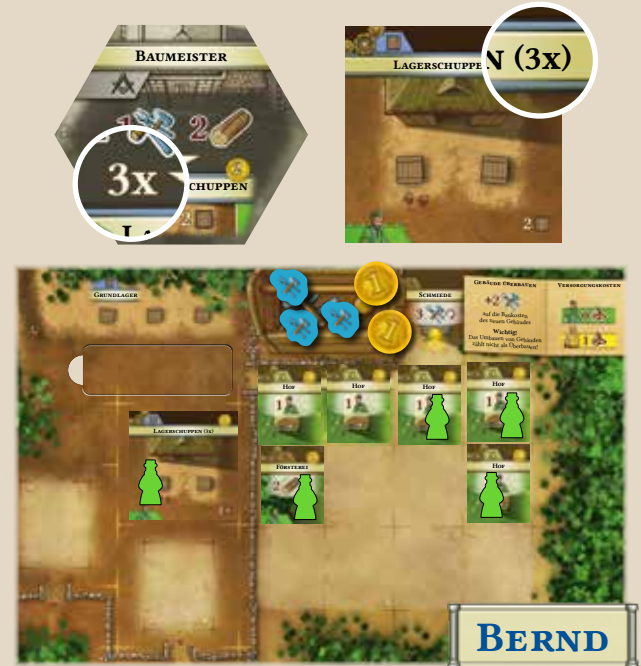 BAUMEISTER
2
3x
CHUPPEN
2
LAGERSCHUPPEN
N (3x)
2
GRUNDLAGER
SCHMIEDE
3
GEBÄUDE ÜBERBAUEN
+2
auf die Baukosten
des neuen Gebäudes
Wichtig!
Das Umbauen von Gebäuden
zählt nicht als Überbauen!
VERSORGUNGSKOSTEN
1
1
1
HOF
1
HOF
1
HOF
1
HOF
1
LAGERSCHUPPEN (3x)
FÖRSTEREI
2
HOF
BERND